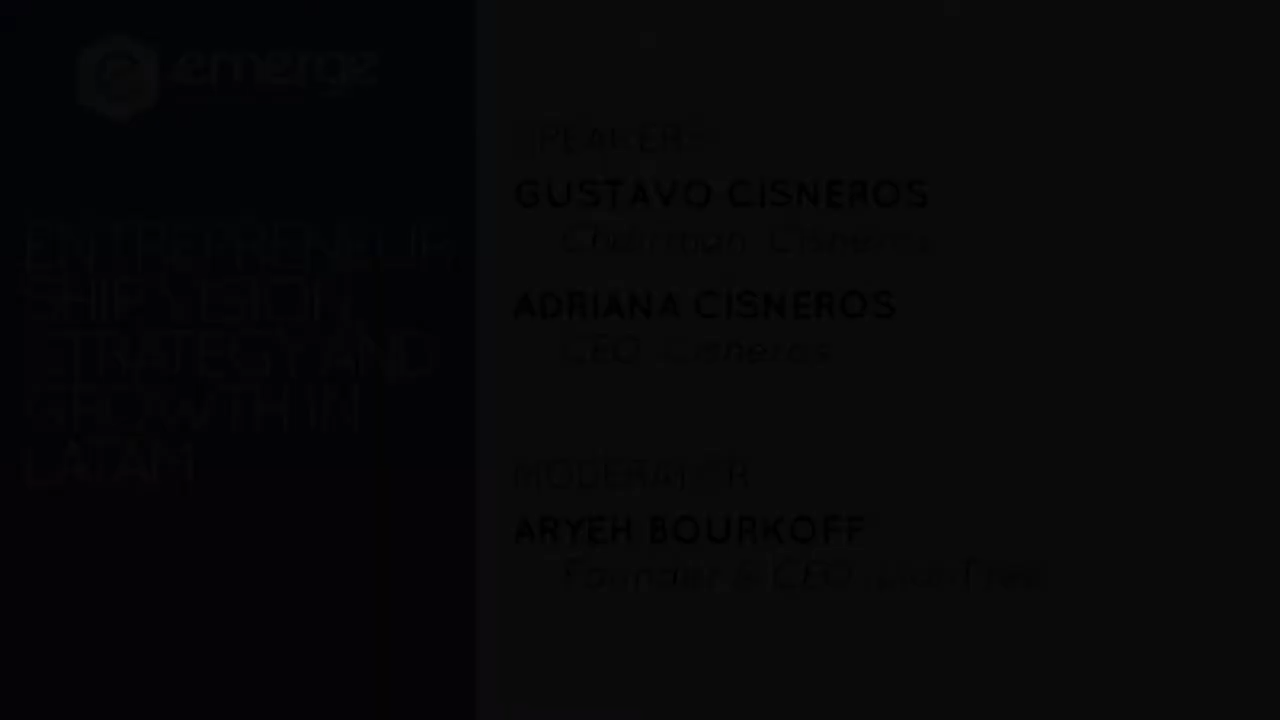 emerge
ENTREPRENEUR
SHIP VISION
STRATEGY AND
GROWTH IN
LATAM
SPEAKERS
GUSTAVO CISNEROS
Chairman, Cisneros
ADRIANA CISNEROS
CEO, Cisneros
MODERATOR
ARYEH BOURKOFF
Founder & CEO, LionTree